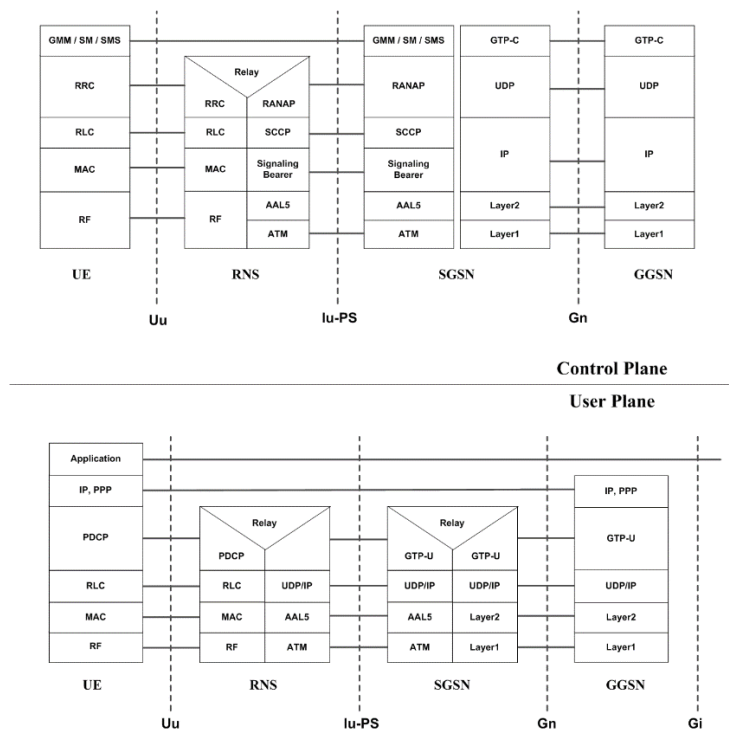 GMM / SM / SMS
GMM / SM / SMS
GTP-C
GTP-C
Relay
RRC
RRC
RANAP
RANAP
UDP
UDP
RLC
RLC
SCCP
SCCP
IP
IP
MAC
MAC
Signaling
Bearer
Signaling
Bearer
RF
RF
AAL5
AAL5
Layer2
Layer2
ATM
ATM
Layer1
Layer1
UE
RNS
SGSN
GGSN
Uu
Iu-PS
Gn
Control Plane
User Plane
Application
IP, PPP
IP, PPP
Relay
Relay
PDCP
PDCP
GTP-U
GTP-U
GTP-U
RLC
RLC
UDP/IP
UDP/IP
UDP/IP
UDP/IP
MAC
MAC
AAL5
AAL5
Layer2
Layer2
RF
RF
ATM
ATM
Layer1
Layer1
UE
RNS
SGSN
GGSN
Uu
Iu-PS
Gn
Gi